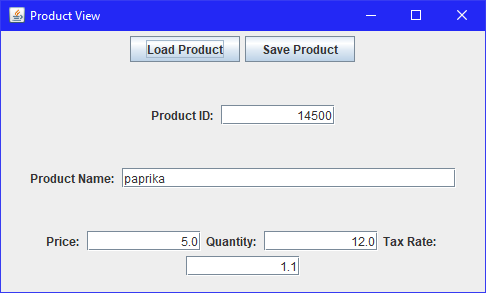 Product View
Load Product Save Product
Product ID: 14500
Product Name: paprika
Price: 5.0 Quantity: 12.0 Tax Rate:
1.1